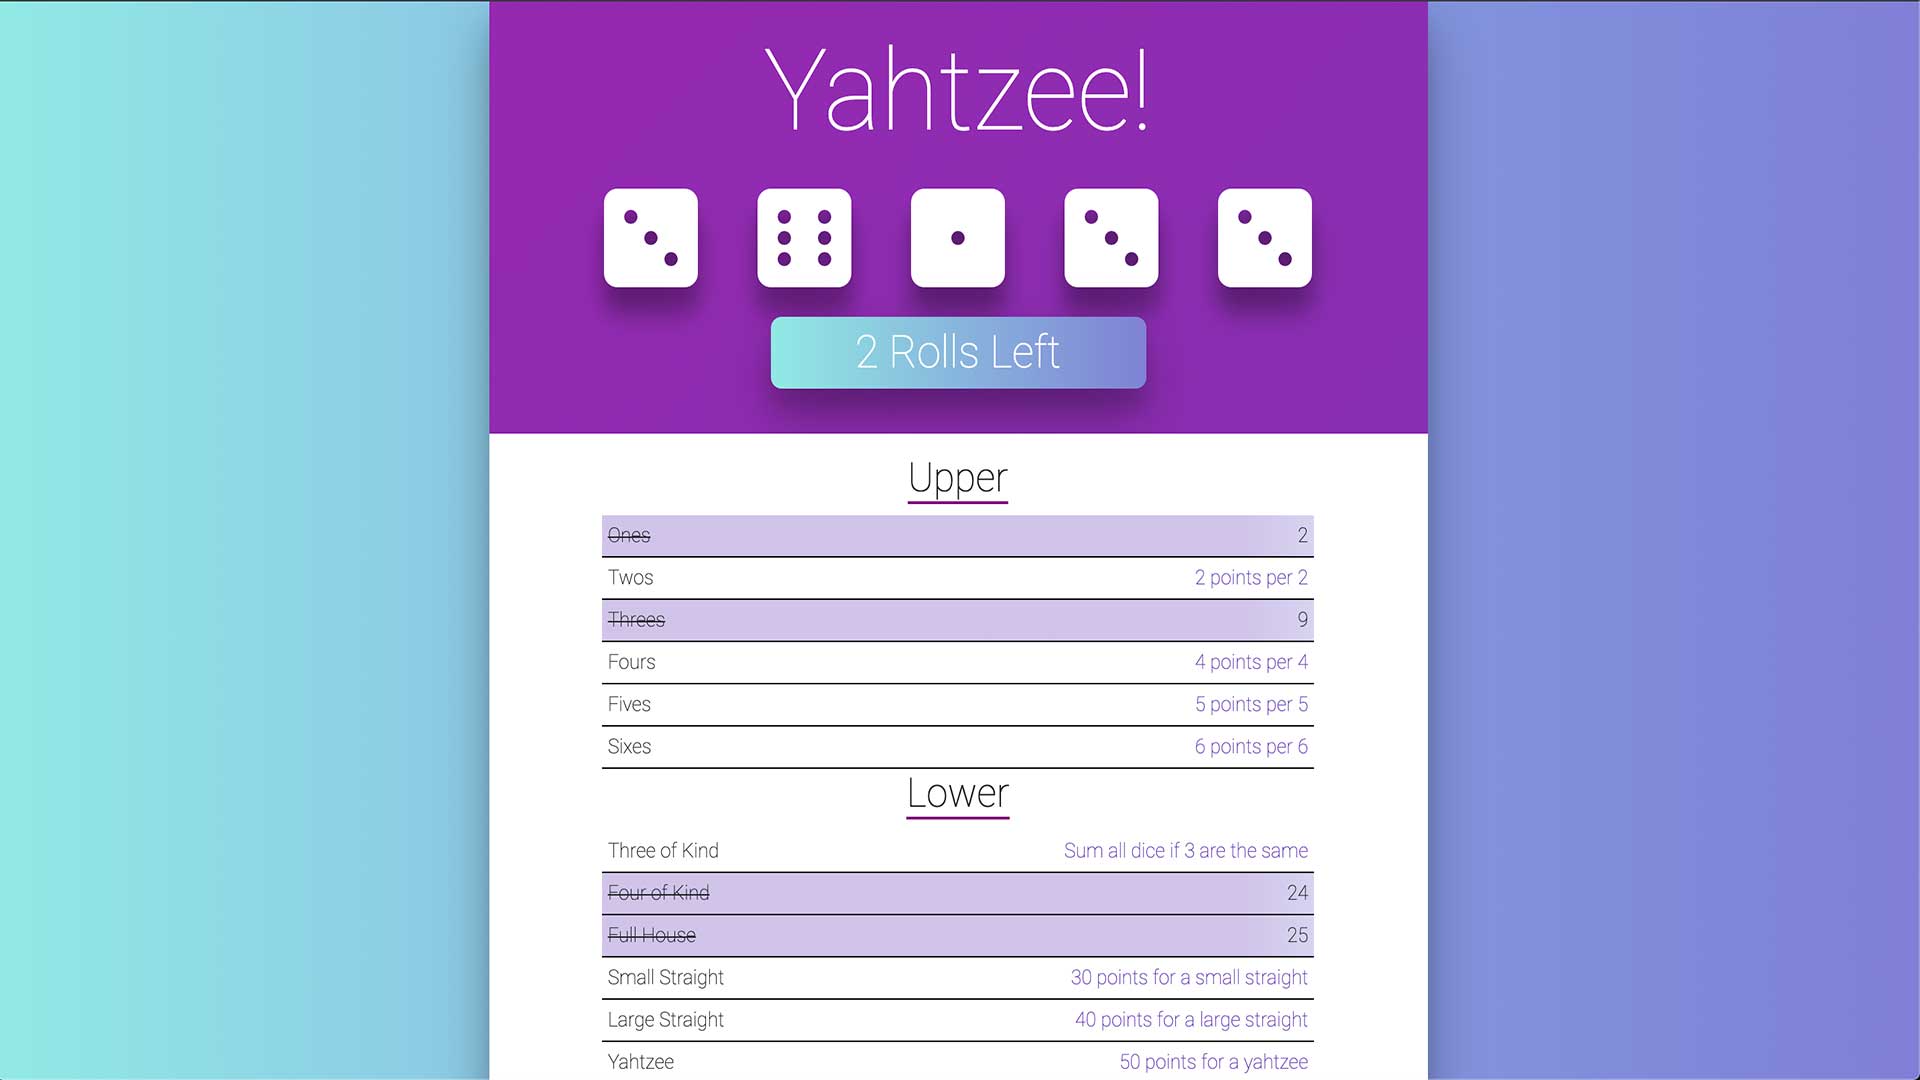 Yahtzee!
2 Rolls Left
Upper
Ones 2
Twos 2 points per 2
Threes 9
Fours 4 points per 4
Fives 5 points per 5
Sixes 6 points per 6
Lower
Three of Kind Sum all dice if 3 are the same
Four of Kind 24
Full House 25
Small Straight 30 points for a small straight
Large Straight 40 points for a large straight
Yahtzee 50 points for a yahtzee